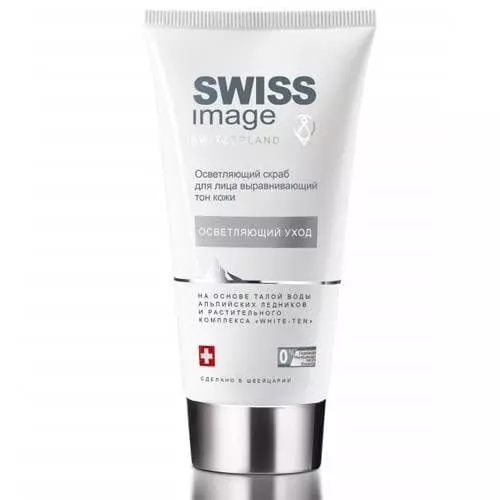 SWISS
image
SWITZERLAND
Осветляющий скраб
для лица выравнивающий
тон кожи
ОСВЕТЛЯЮЩИЙ УХОД
НА ОСНОВЕ ТАЛОЙ ВОДЫ
АЛЬПИЙСКИХ ЛЕДНИКОВ
И РАСТИТЕЛЬНОГО
КОМПЛЕКСА «WHITE-TEN»
0%
СДЕЛАНО В ШВЕЙЦАРИИ